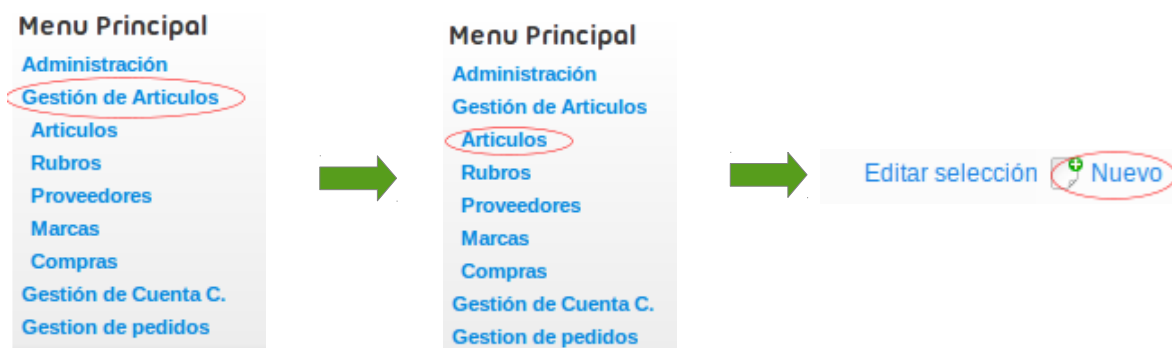 Menu Principal
Administración
Gestión de Articulos
Articulos
Rubros
Proveedores
Marcas
Compras
Gestión de Cuenta C.
Gestion de pedidos
Menu Principal
Administración
Gestión de Articulos
Articulos
Rubros
Proveedores
Marcas
Compras
Gestión de Cuenta C.
Gestion de pedidos
Editar selección Nuevo